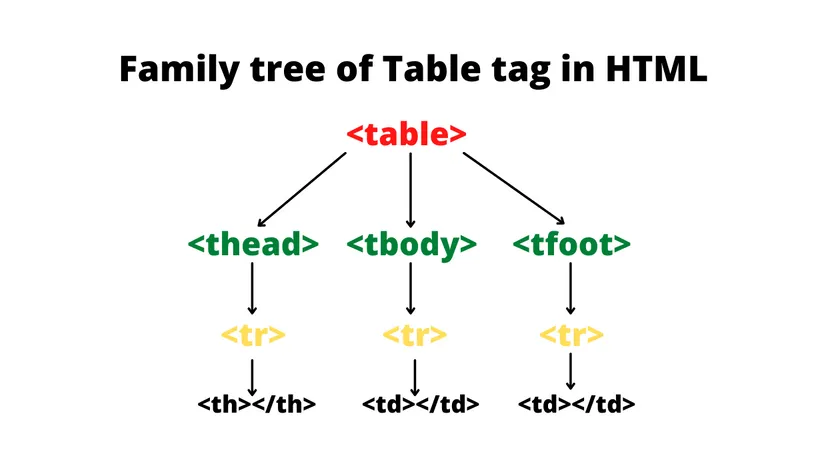 Family tree of Table tag in HTML
<table>
<thead> <tbody> <tfoot>
<tr> <tr> <tr>
<th></th> <td></td> <td></td>